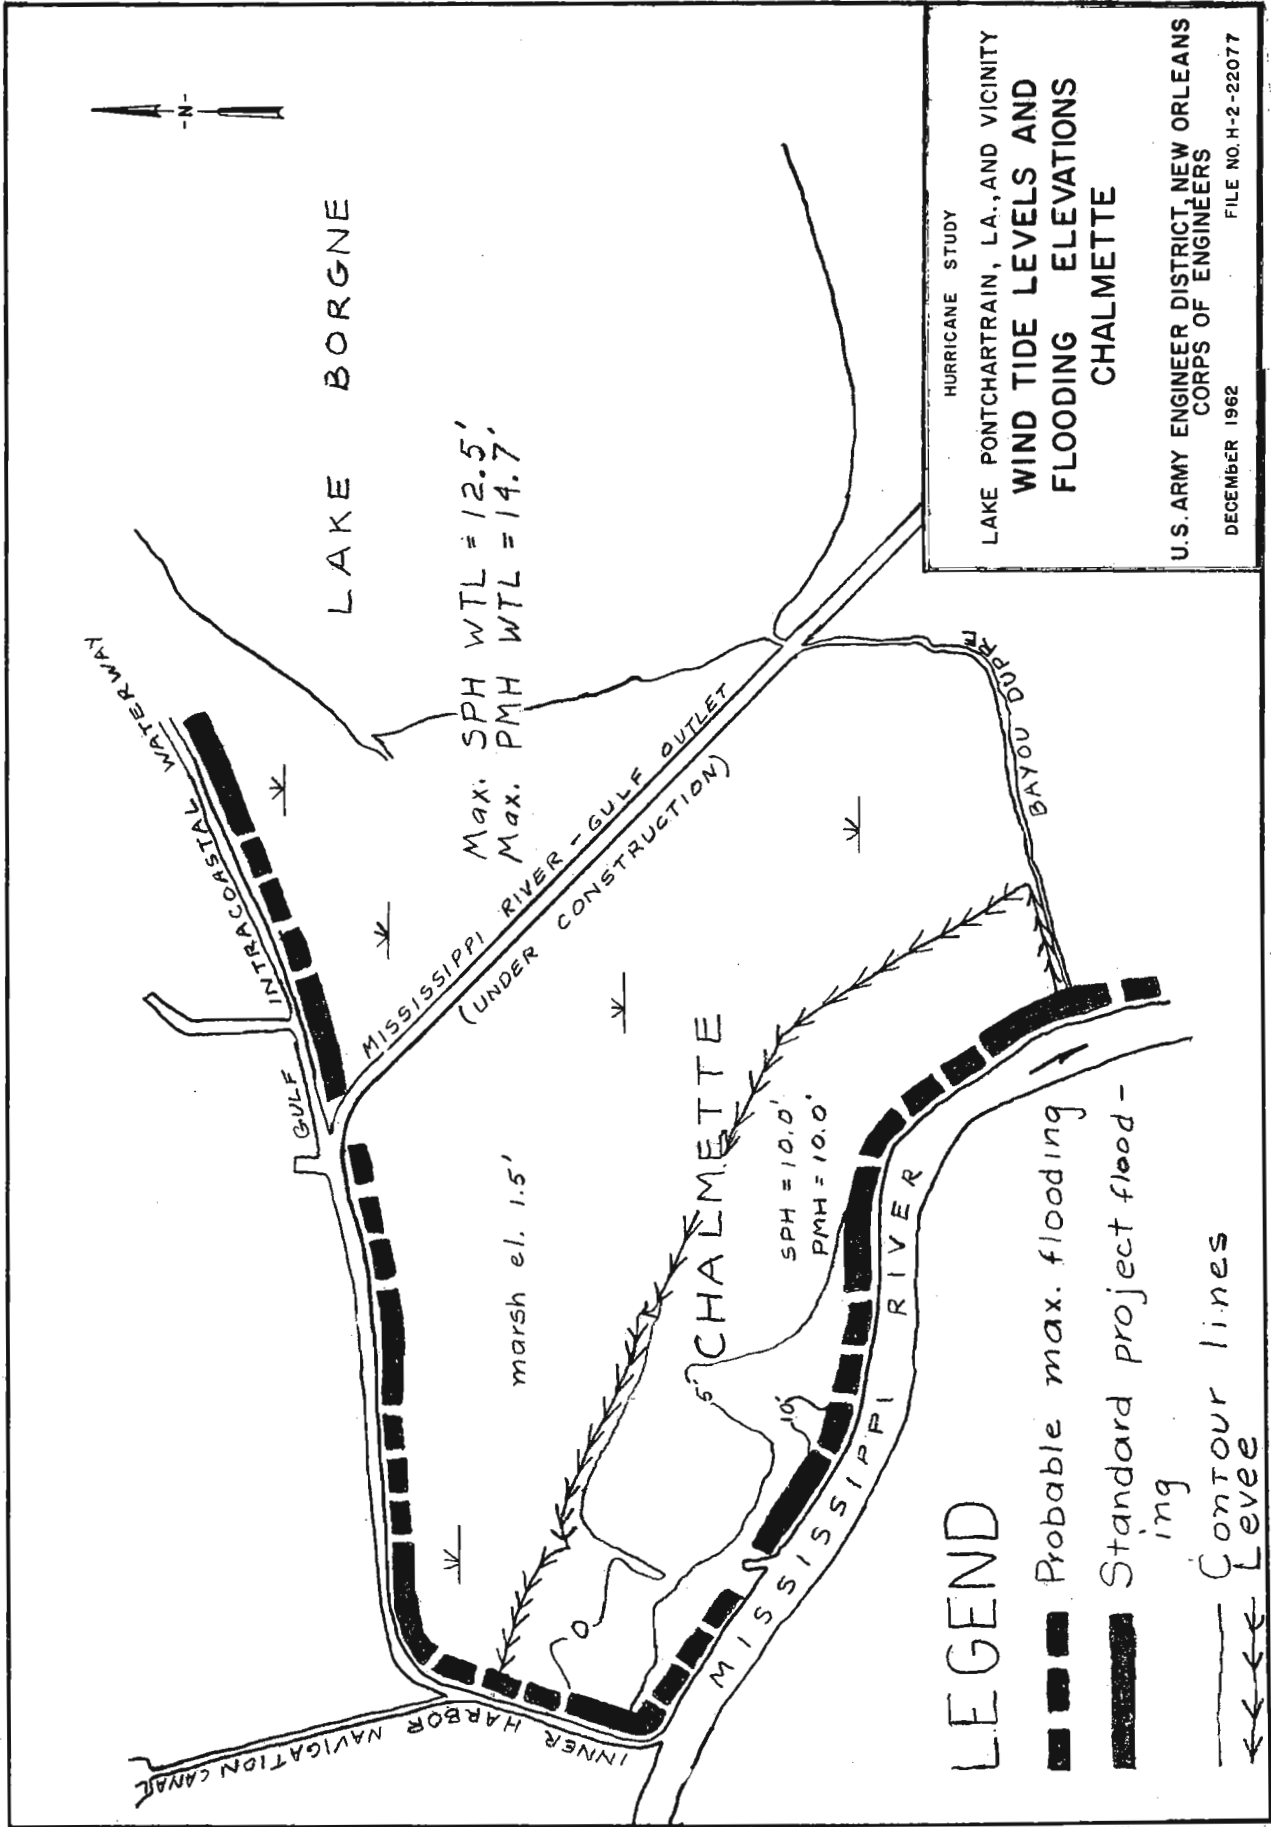 -N-
LAKE BORGNE
Max. SPH WTL = 12.5'
Max. PMH WTL = 14.7'
GULF INTRACOASTAL WATERWAY
MISSISSIPPI RIVER - GULF OUTLET
(UNDER CONSTRUCTION)
BAYOU DUPRE
INNER HARBOR NAVIGATION CANAL
marsh el. 1.5'
CHALMETTE
SPH = 10.0'
PMH = 10.0'
0
5'
10'
MISSISSIPPI RIVER
LEGEND
Probable max. flooding
Standard project flood-
ing
Contour lines
Levee
HURRICANE STUDY
LAKE PONTCHARTRAIN, LA., AND VICINITY
WIND TIDE LEVELS AND
FLOODING ELEVATIONS
CHALMETTE
U.S. ARMY ENGINEER DISTRICT, NEW ORLEANS
CORPS OF ENGINEERS
DECEMBER 1962 FILE NO. H-2-22077